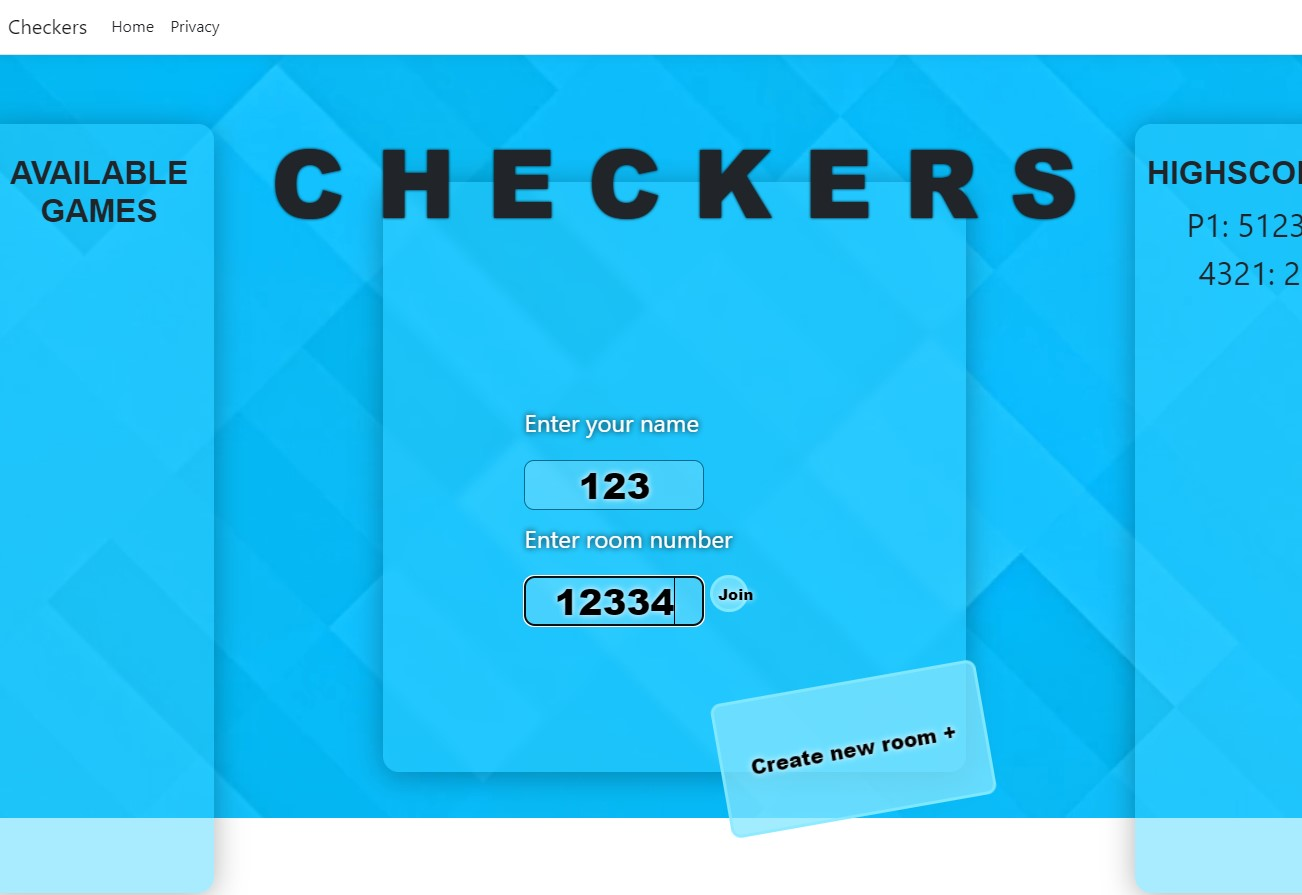 Checkers Home Privacy
AVAILABLE
GAMES
CHECKERS
Enter your name
123
Enter room number
12334
Join
Create new room +
P1: 5123
4321: 2